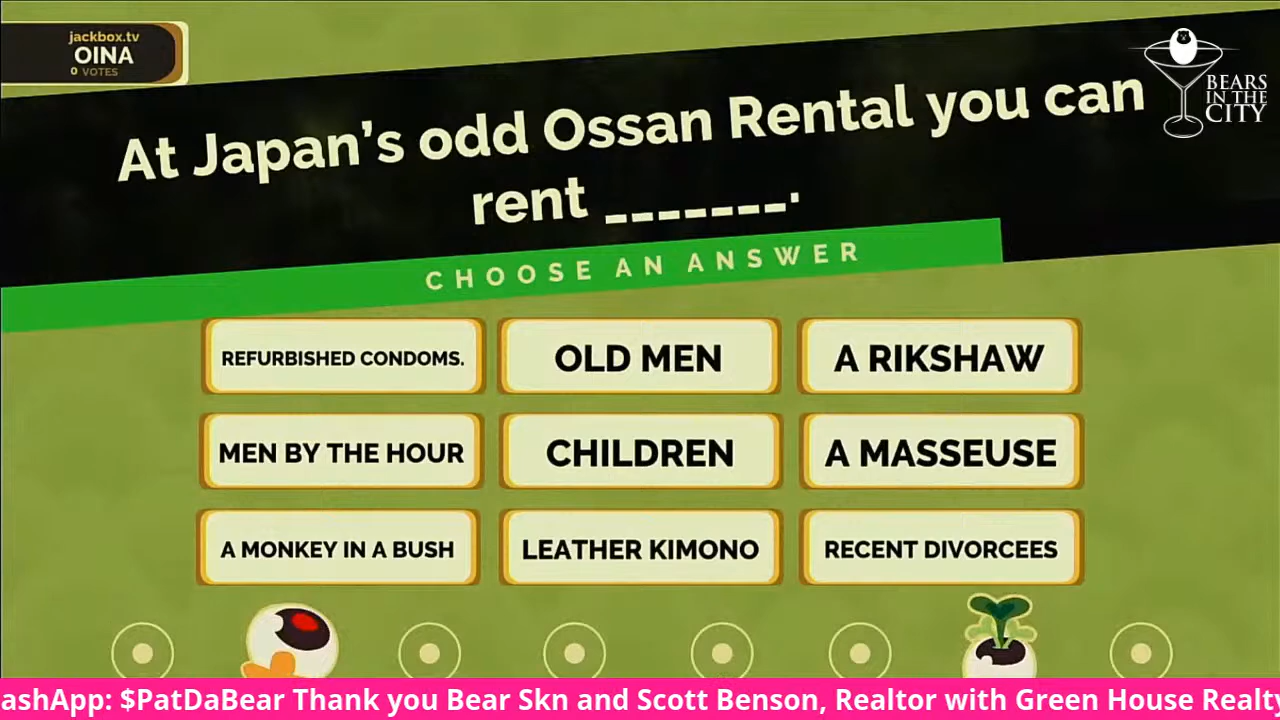 jackbox.tv
OINA
0 VOTES
BEARS
IN THE
CITY
At Japan's odd Ossan Rental you can
rent _______.
CHOOSE AN ANSWER
REFURBISHED CONDOMS.
OLD MEN
A RIKSHAW
MEN BY THE HOUR
CHILDREN
A MASSEUSE
A MONKEY IN A BUSH
LEATHER KIMONO
RECENT DIVORCEES
ashApp: $PatDaBear Thank you Bear Skn and Scott Benson, Realtor with Green House Realty